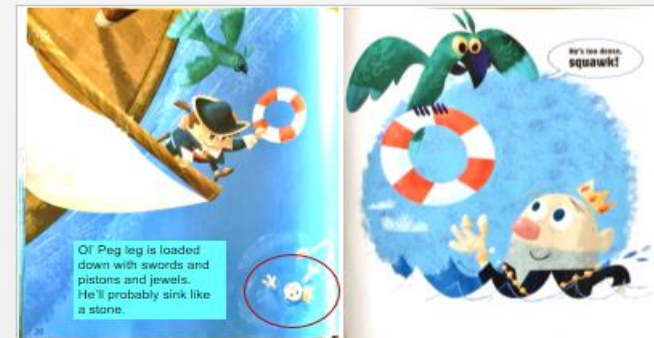 Ol' Peg leg is loaded
down with swords and
pistons and jewels.
He'll probably sink like
a stone.
He's too dense,
squawk!